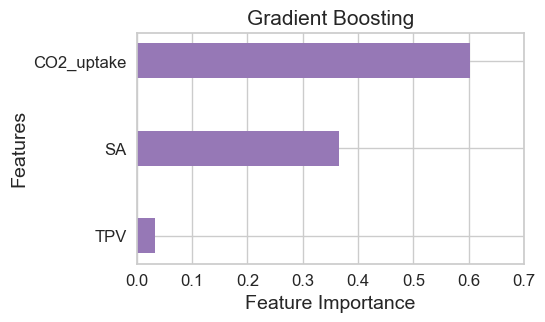 Gradient Boosting
CO2_uptake
SA
TPV
Features
0.0 0.1 0.2 0.3 0.4 0.5 0.6 0.7
Feature Importance